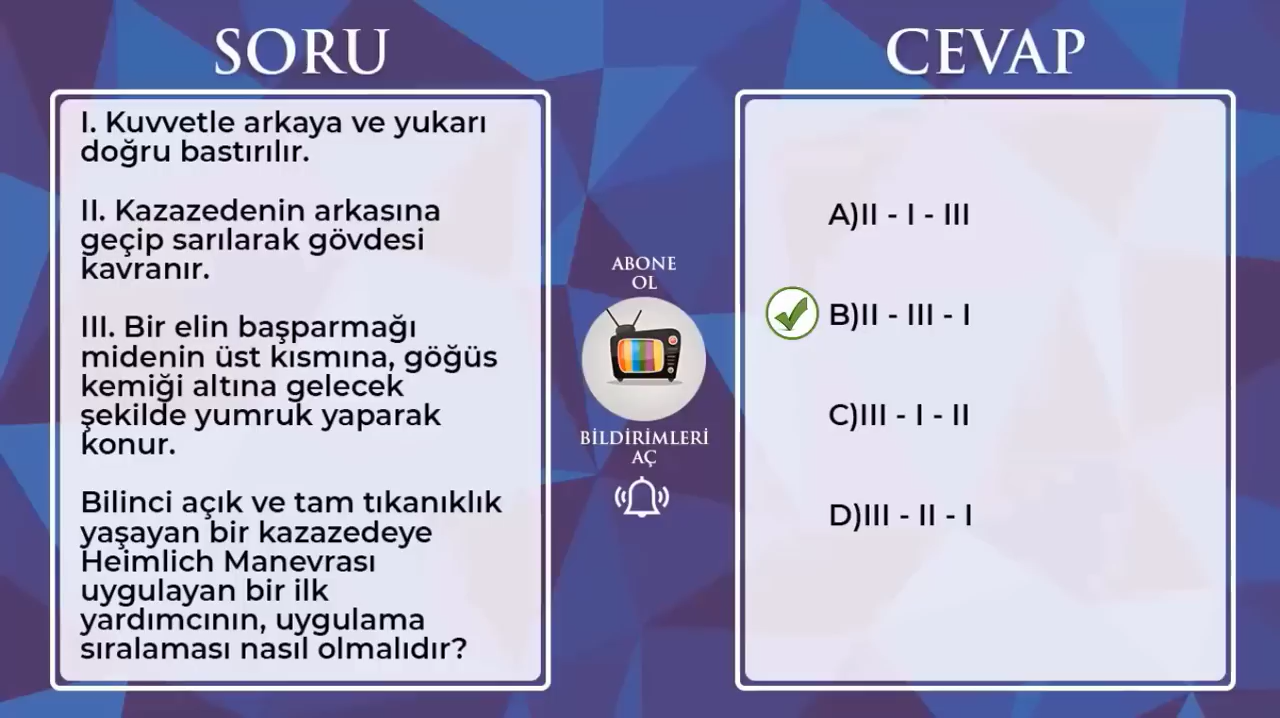 SORU
I. Kuvvetle arkaya ve yukarı
doğru bastırılır.
II. Kazazedenin arkasına
geçip sarılarak gövdesi
kavranır.
III. Bir elin başparmağı
midenin üst kısmına, göğüs
kemiği altına gelecek
şekilde yumruk yaparak
konur.
Bilinci açık ve tam tıkanıklık
yaşayan bir kazazedeye
Heimlich Manevrası
uygulayan bir ilk
yardımcının, uygulama
sıralaması nasıl olmalıdır?
ABONE
OL
BİLDİRİMLERİ
AÇ
CEVAP
A)II - I - III
B)II - III - I
C)III - I - II
D)III - II - I